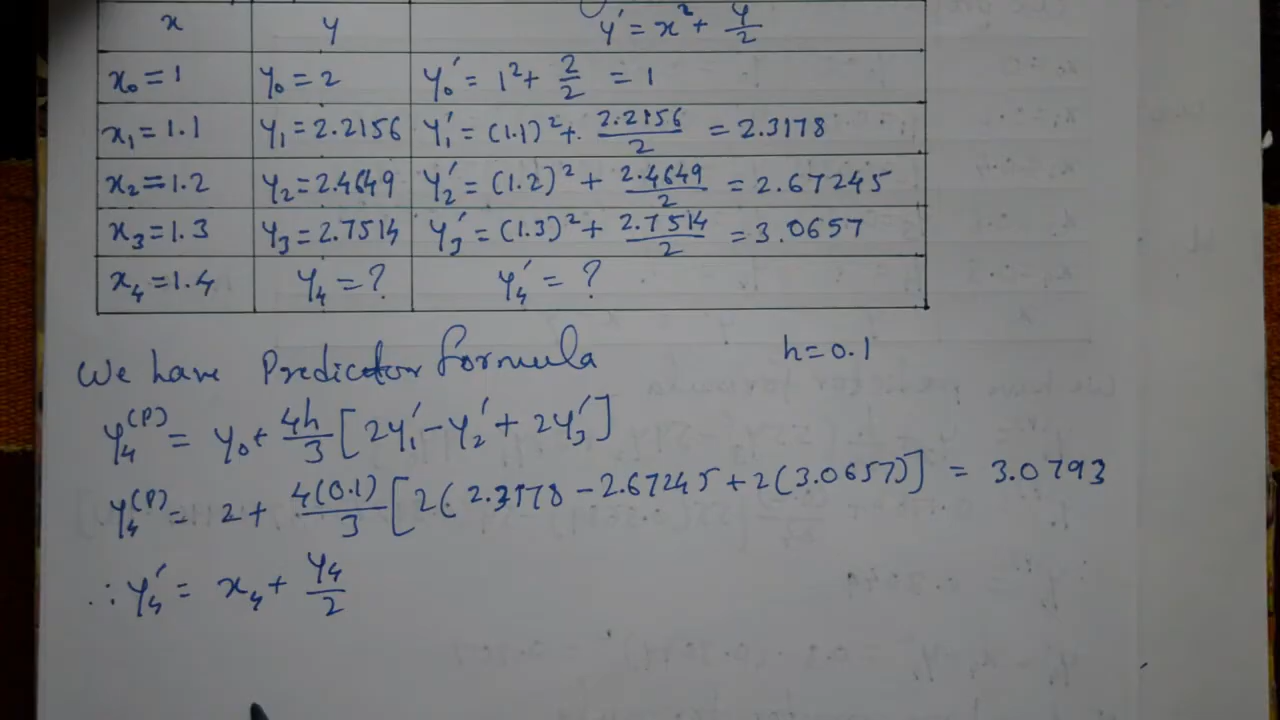 x y y' = x² + y/2
x₀ = 1 y₀ = 2 y₀' = 1² + 2/2 = 1
x₁ = 1.1 y₁ = 2.2156 y₁' = (1.1)² + 2.2156/2 = 2.3178
x₂ = 1.2 y₂ = 2.4649 y₂' = (1.2)² + 2.4649/2 = 2.67245
x₃ = 1.3 y₃ = 2.7514 y₃' = (1.3)² + 2.7514/2 = 3.0657
x₄ = 1.4 y₄ = ? y₄' = ?
We have Predictor formula h = 0.1
y₄⁽ᴾ⁾ = y₀ + 4h/3 [2y₁' - y₂' + 2y₃']
y₄⁽ᴾ⁾ = 2 + 4(0.1)/3 [2(2.3178 - 2.67245 + 2(3.0657)] = 3.0793
∴ y₄' = x₄ + y₄/2